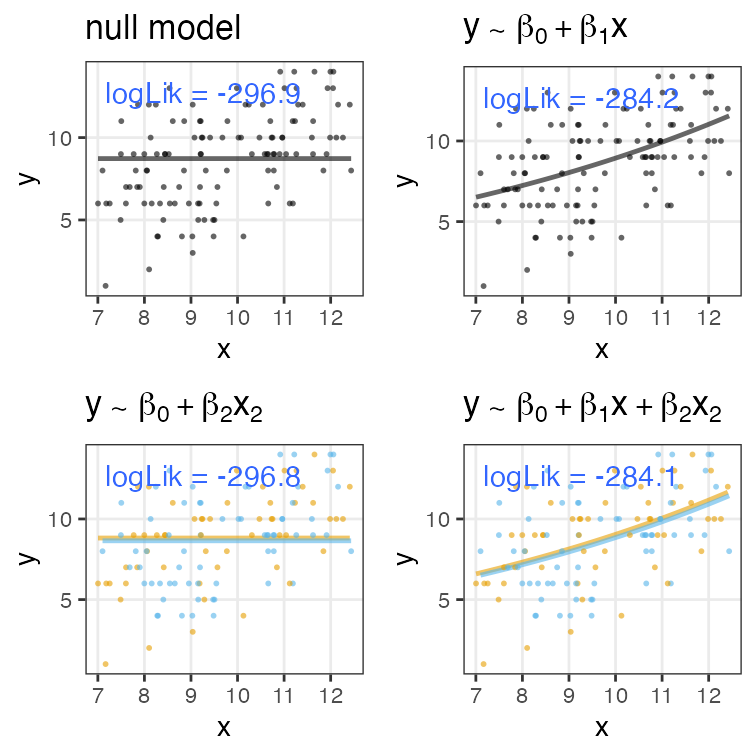 null model
logLik = -296.9
10
5
y
7 8 9 10 11 12
x
y ~ β₀ + β₁x
logLik = -284.2
10
5
y
7 8 9 10 11 12
x
y ~ β₀ + β₂x₂
logLik = -296.8
10
5
y
7 8 9 10 11 12
x
y ~ β₀ + β₁x + β₂x₂
logLik = -284.1
10
5
y
7 8 9 10 11 12
x